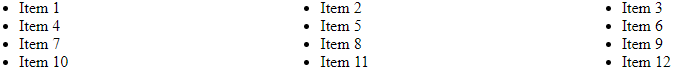 • Item 1 • Item 2 • Item 3
• Item 4 • Item 5 • Item 6
• Item 7 • Item 8 • Item 9
• Item 10 • Item 11 • Item 12